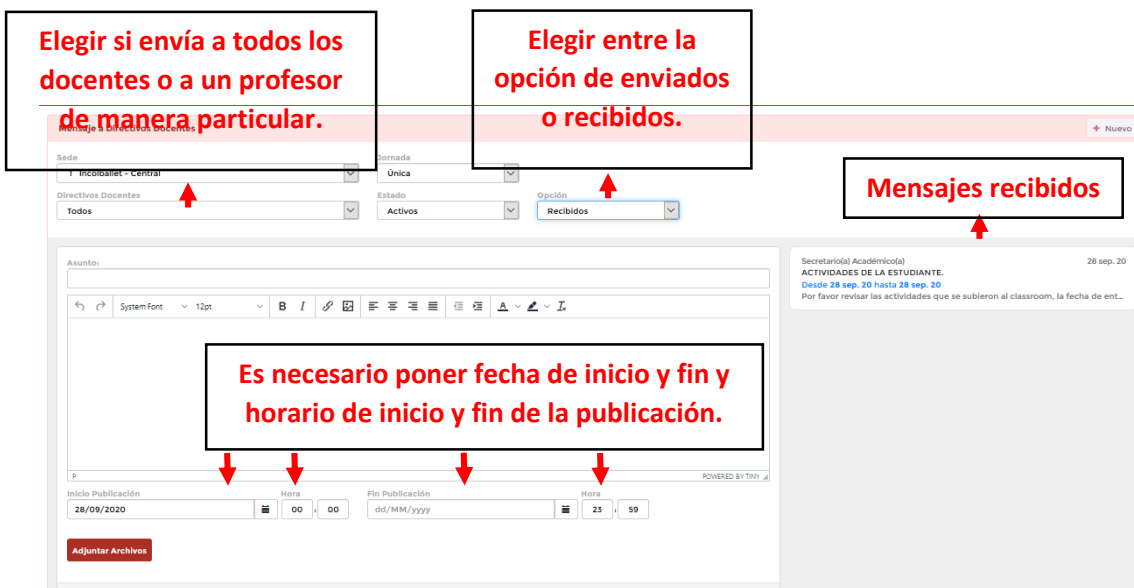 Elegir si envía a todos los
docentes o a un profesor
de manera particular.
Elegir entre la
opción de enviados
o recibidos.
Mensaje a Directivos Docentes
+ Nuevo
Sede
Jornada
1 Incolballet - Central
Única
Directivos Docentes
Estado
Opción
Todos
Activos
Recibidos
Mensajes recibidos
Asunto:
Secretario(a) Académico(a)
28 sep. 20
ACTIVIDADES DE LA ESTUDIANTE.
Desde 28 sep. 20 hasta 28 sep. 20
Por favor revisar las actividades que se subieron al classroom, la fecha de ent...
System Font 12pt B I A
Es necesario poner fecha de inicio y fin y
horario de inicio y fin de la publicación.
P
POWERED BY TINY
Inicio Publicación
Hora
Fin Publicación
Hora
28/09/2020
00 : 00
dd/MM/yyyy
23 : 59
Adjuntar Archivos